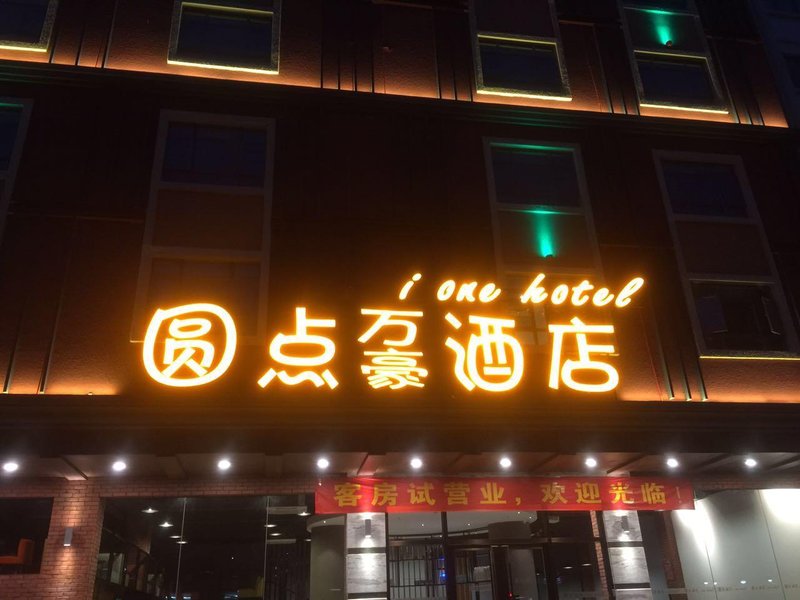 i one hotel
圆点万豪酒店
客房试营业，欢迎光临！